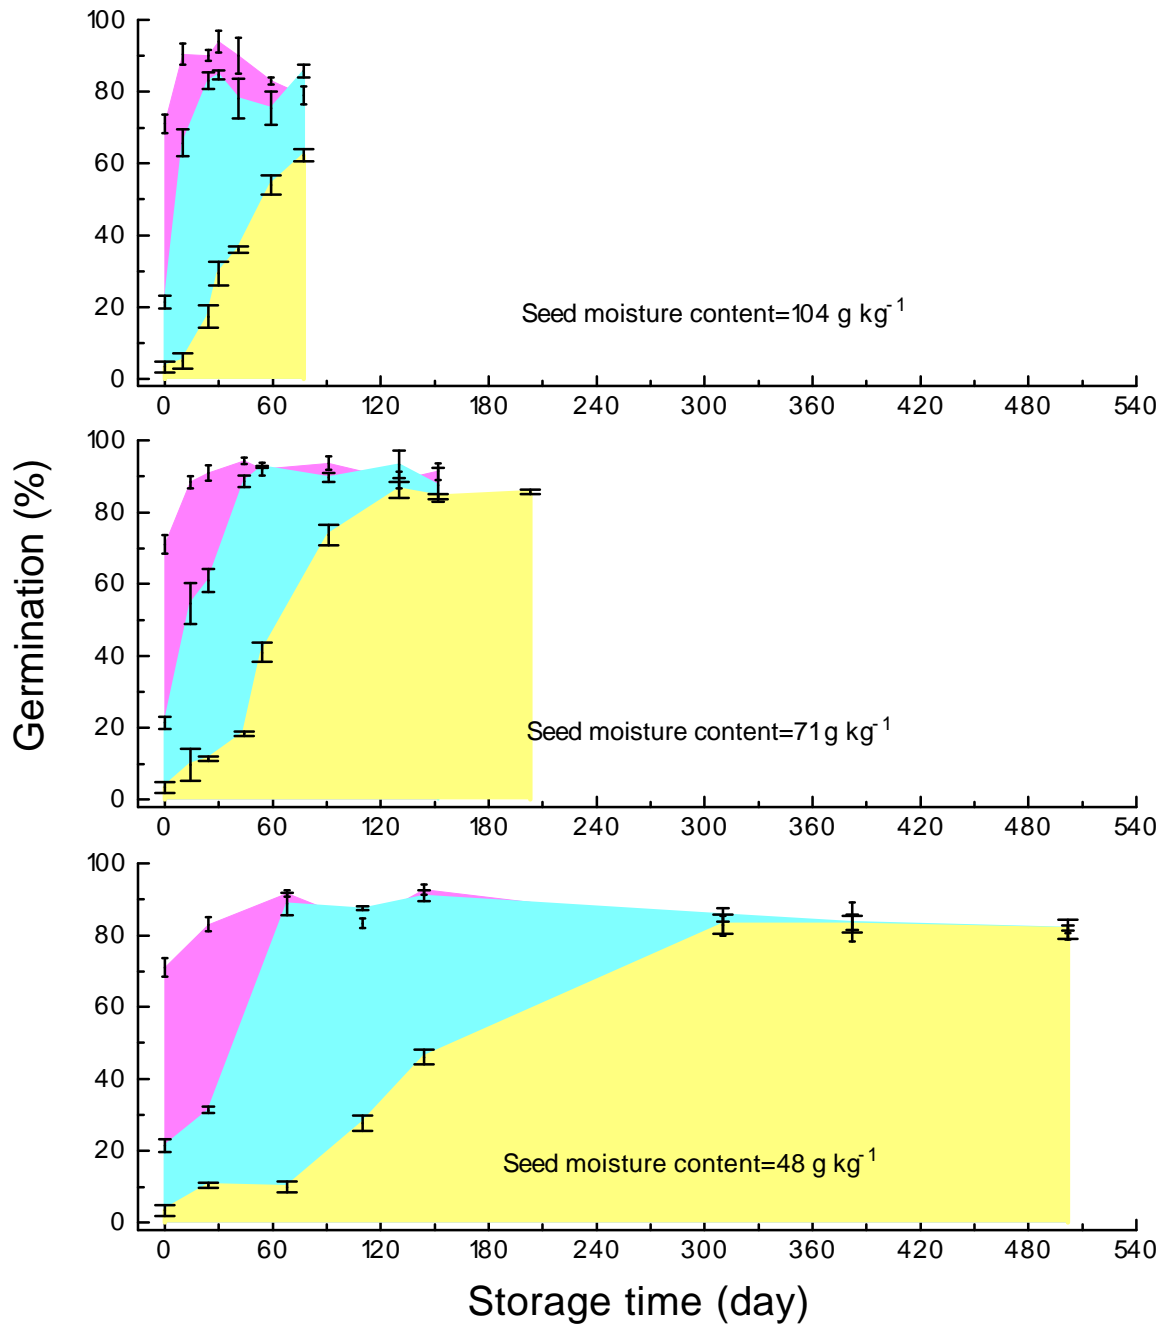 100
80
60
40
20
0
Seed moisture content=104 g kg-1
0 60 120 180 240 300 360 420 480 540
100
80
60
40
20
0
Seed moisture content=71 g kg-1
0 60 120 180 240 300 360 420 480 540
Germination (%)
100
80
60
40
20
0
Seed moisture content=48 g kg-1
0 60 120 180 240 300 360 420 480 540
Storage time (day)